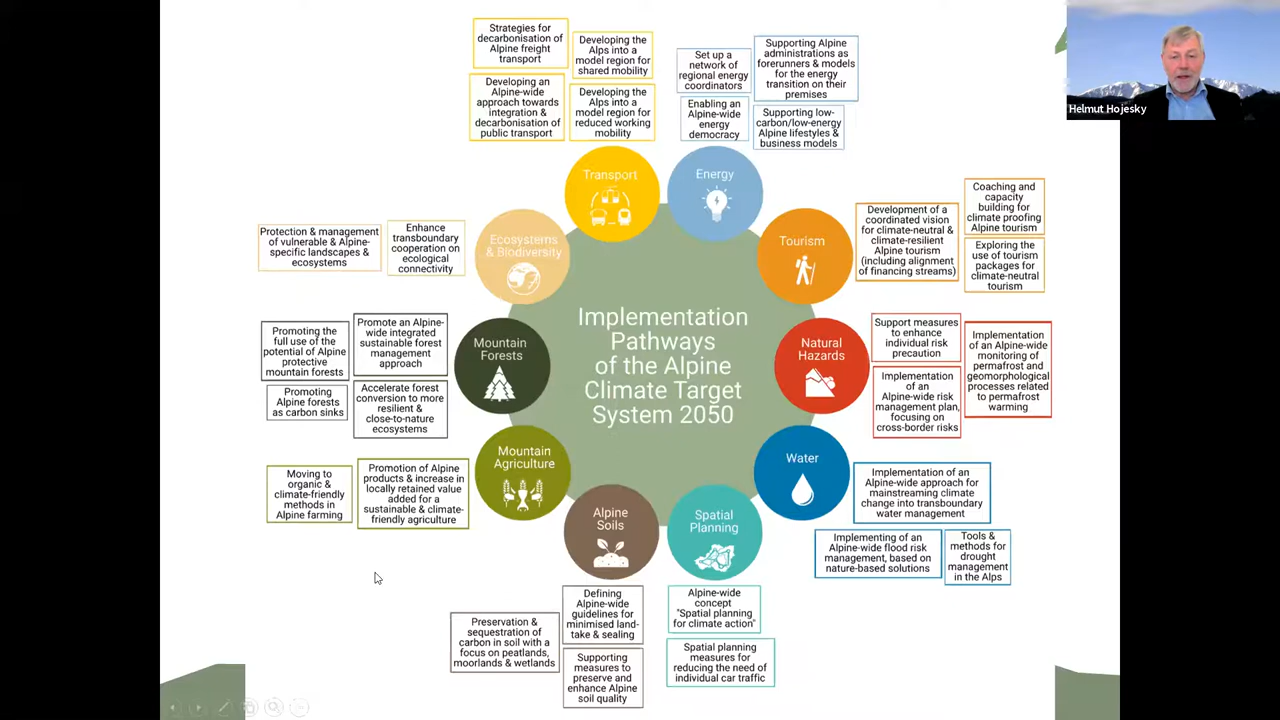 Helmut Hojesky
Implementation
Pathways
of the Alpine
Climate Target
System 2050
Transport
Strategies for
decarbonisation of
Alpine freight
transport
Developing the
Alps into a
model region for
shared mobility
Developing an
Alpine-wide
approach towards
integration &
decarbonisation of
public transport
Developing the
Alps into a
model region for
reduced working
mobility
Energy
Set up a
network of
regional energy
coordinators
Supporting Alpine
administrations as
forerunners & models
for the energy
transition on their
premises
Enabling an
Alpine-wide
energy
democracy
Supporting low-
carbon/low-energy
Alpine lifestyles &
business models
Tourism
Development of a
coordinated vision
for climate-neutral &
climate-resilient
Alpine tourism
(including alignment
of financing streams)
Coaching and
capacity
building for
climate proofing
Alpine tourism
Exploring the
use of tourism
packages for
climate-neutral
tourism
Natural
Hazards
Support measures
to enhance
individual risk
precaution
Implementation
of an
Alpine-wide risk
management plan,
focusing on
cross-border risks
Implementation
of an Alpine-wide
monitoring of
permafrost and
geomorphological
processes related
to permafrost
warming
Water
Implementation of an
Alpine-wide approach for
mainstreaming climate
change into transboundary
water management
Implementing of an
Alpine-wide flood risk
management, based on
nature-based solutions
Tools &
methods for
drought
management
in the Alps
Spatial
Planning
Alpine-wide
concept
"Spatial planning
for climate action"
Spatial planning
measures for
reducing the need of
individual car traffic
Alpine
Soils
Defining
Alpine-wide
guidelines for
minimised land-
take & sealing
Preservation &
sequestration of
carbon in soil with a
focus on peatlands,
moorlands & wetlands
Supporting
measures to
preserve and
enhance Alpine
soil quality
Mountain
Agriculture
Moving to
organic &
climate-friendly
methods in
Alpine farming
Promotion of Alpine
products & increase in
locally retained value
added for a
sustainable & climate-
friendly agriculture
Mountain
Forests
Promoting the
full use of the
potential of Alpine
protective
mountain forests
Promote an Alpine-
wide integrated
sustainable forest
management
approach
Promoting
Alpine forests
as carbon sinks
Accelerate forest
conversion to more
resilient &
close-to-nature
ecosystems
Ecosystems
& Biodiversity
Protection & management
of vulnerable & Alpine-
specific landscapes &
ecosystems
Enhance
transboundary
cooperation on
ecological
connectivity